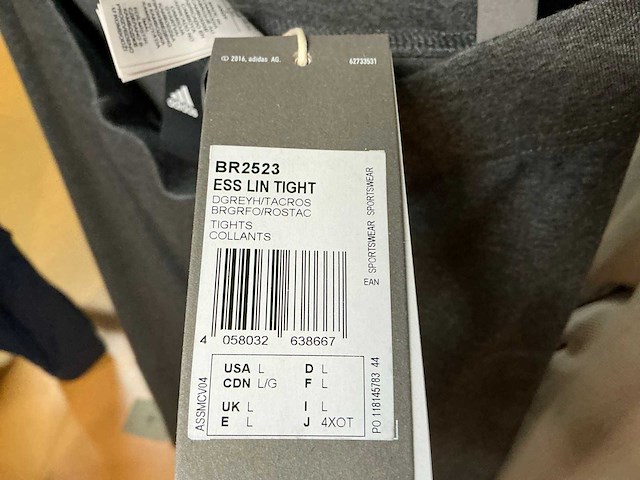 © 2016, adidas AG.
62733531
adidas
BR2523
ESS LIN TIGHT
DGREYH/TACROS
BRGRFO/ROSTAC
TIGHTS
COLLANTS
EAN SPORTSWEAR SPORTSWEAR
4 058032 638667
ASSMCV04
USA L D L
CDN L/G F L
UK L I L
E L J 4XOT
PO 118145783 44